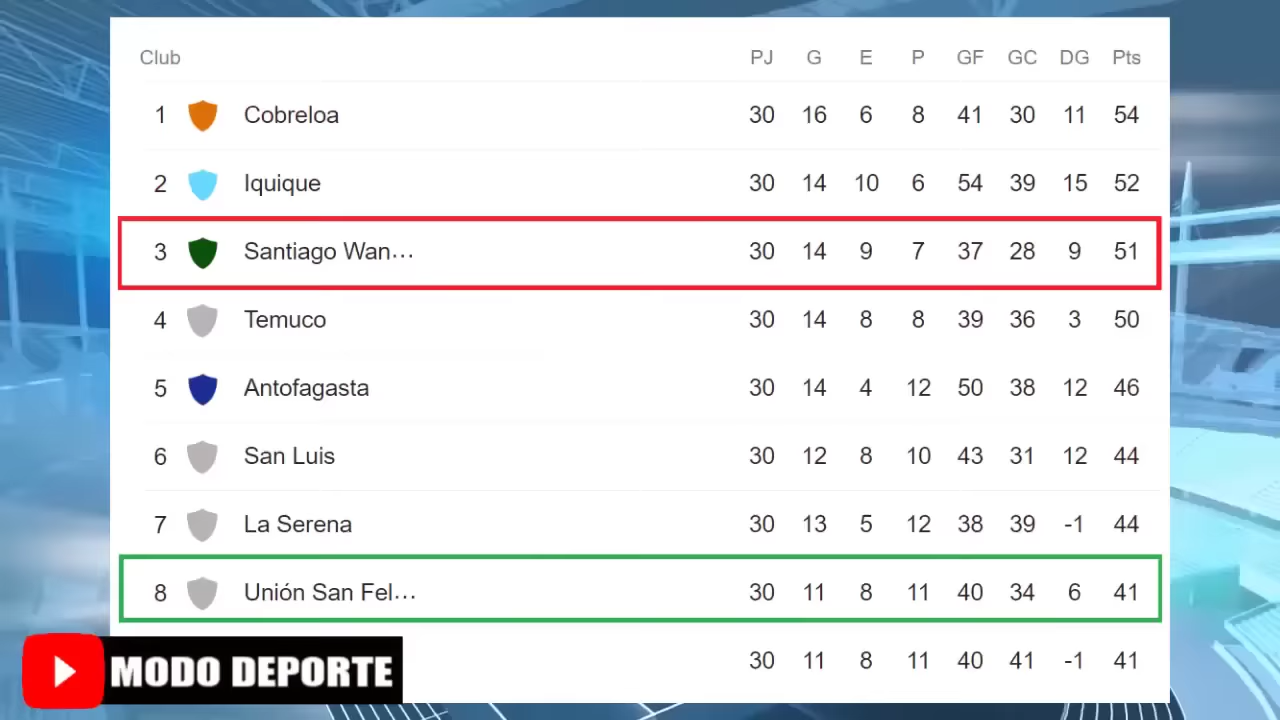 Club PJ G E P GF GC DG Pts
1 Cobreloa 30 16 6 8 41 30 11 54
2 Iquique 30 14 10 6 54 39 15 52
3 Santiago Wan... 30 14 9 7 37 28 9 51
4 Temuco 30 14 8 8 39 36 3 50
5 Antofagasta 30 14 4 12 50 38 12 46
6 San Luis 30 12 8 10 43 31 12 44
7 La Serena 30 13 5 12 38 39 -1 44
8 Unión San Fel... 30 11 8 11 40 34 6 41
30 11 8 11 40 41 -1 41
MODO DEPORTE